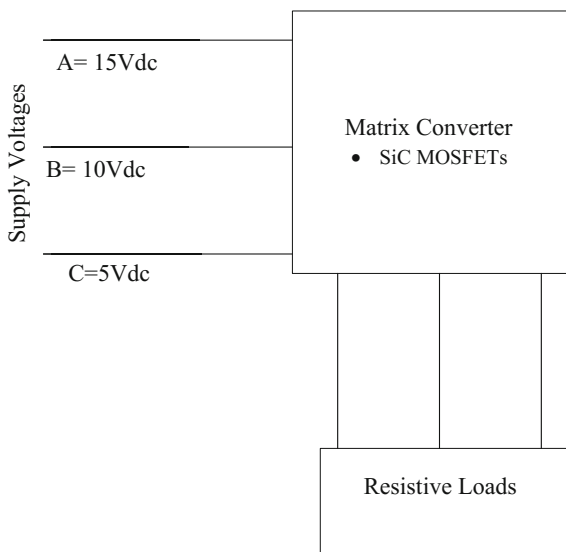 Supply Voltages
A= 15Vdc
B= 10Vdc
C=5Vdc
Matrix Converter
• SiC MOSFETs
Resistive Loads